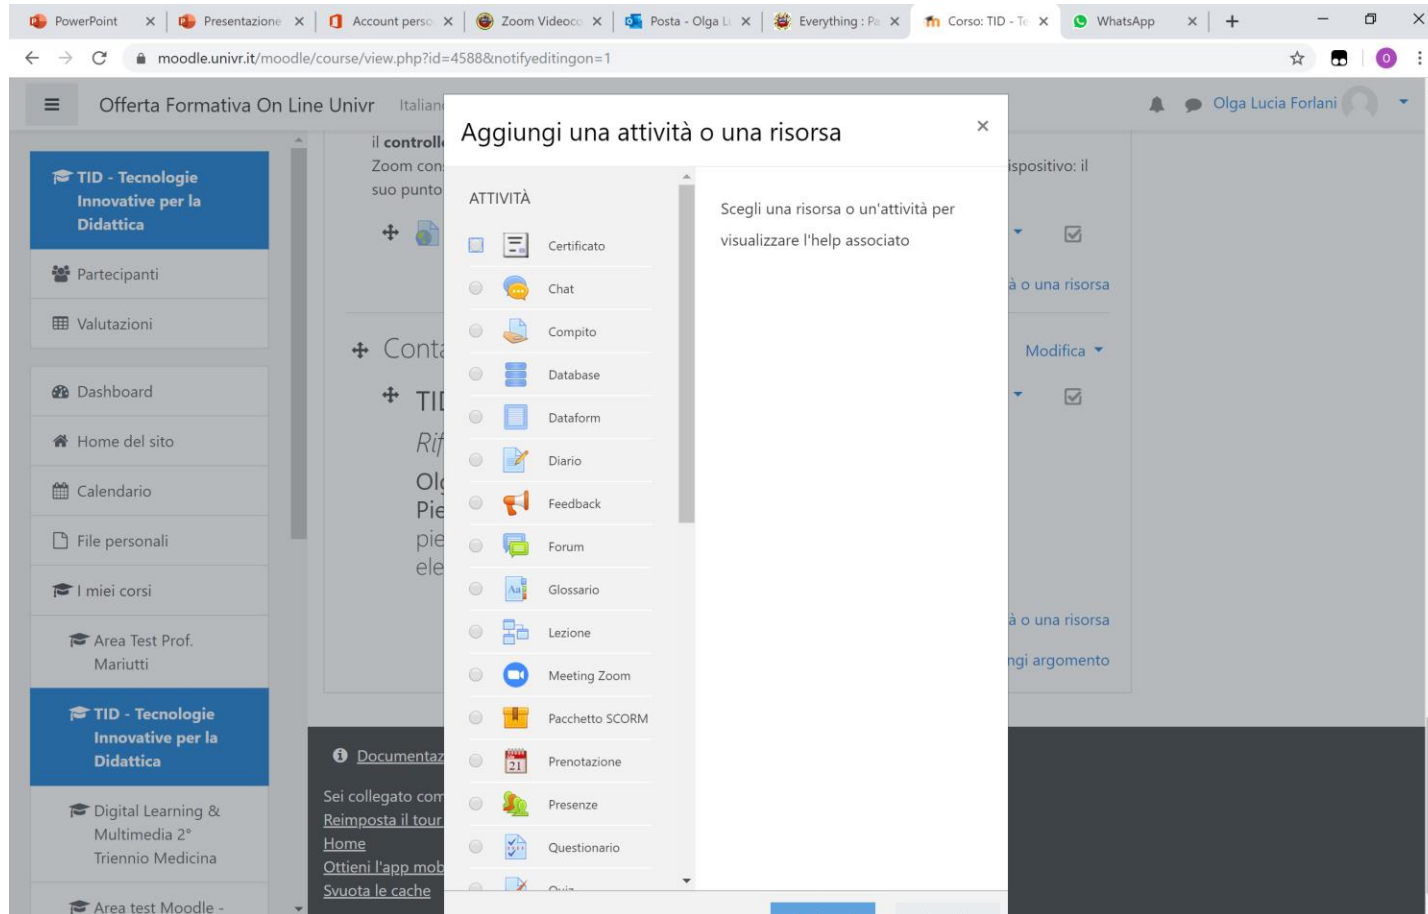 PowerPoint
Presentazione
Account perso
Zoom Videoco
Posta - Olga Lu
Everything : Pa
Corso: TID - Te
WhatsApp
moodle.univr.it/moodle/course/view.php?id=4588&notifyeditingon=1
O
Offerta Formativa On Line Univr
Italian
Olga Lucia Forlani
TID - Tecnologie
Innovative per la
Didattica
Partecipanti
Valutazioni
Dashboard
Home del sito
Calendario
File personali
I miei corsi
Area Test Prof.
Mariutti
TID - Tecnologie
Innovative per la
Didattica
Digital Learning &
Multimedia 2°
Triennio Medicina
Area test Moodle -
il controll
Zoom con
ispositivo: il
suo punto
à o una risorsa
Conta
Modifica
TID
Rif
Olg
Pie
pie
ele
à o una risorsa
ngi argomento
Documentaz
Sei collegato com
Reimposta il tour
Home
Ottieni l'app mob
Svuota le cache
Aggiungi una attività o una risorsa
ATTIVITÀ
Certificato
Chat
Compito
Database
Dataform
Diario
Feedback
Forum
Glossario
Lezione
Meeting Zoom
Pacchetto SCORM
Prenotazione
Presenze
Questionario
Quiz
Scegli una risorsa o un'attività per
visualizzare l'help associato